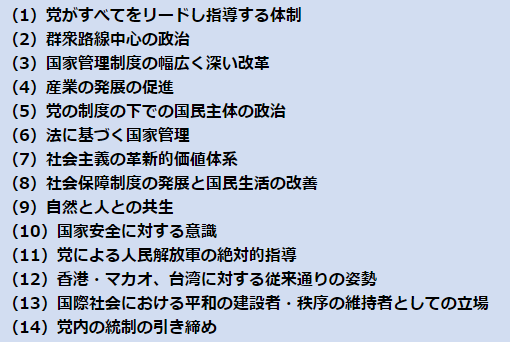 (1) 党がすべてをリードし指導する体制
(2) 群衆路線中心の政治
(3) 国家管理制度の幅広く深い改革
(4) 産業の発展の促進
(5) 党の制度の下での国民主体の政治
(6) 法に基づく国家管理
(7) 社会主義の革新的価値体系
(8) 社会保障制度の発展と国民生活の改善
(9) 自然と人との共生
(10) 国家安全に対する意識
(11) 党による人民解放軍の絶対的指導
(12) 香港・マカオ、台湾に対する従来通りの姿勢
(13) 国際社会における平和の建設者・秩序の維持者としての立場
(14) 党内の統制の引き締め